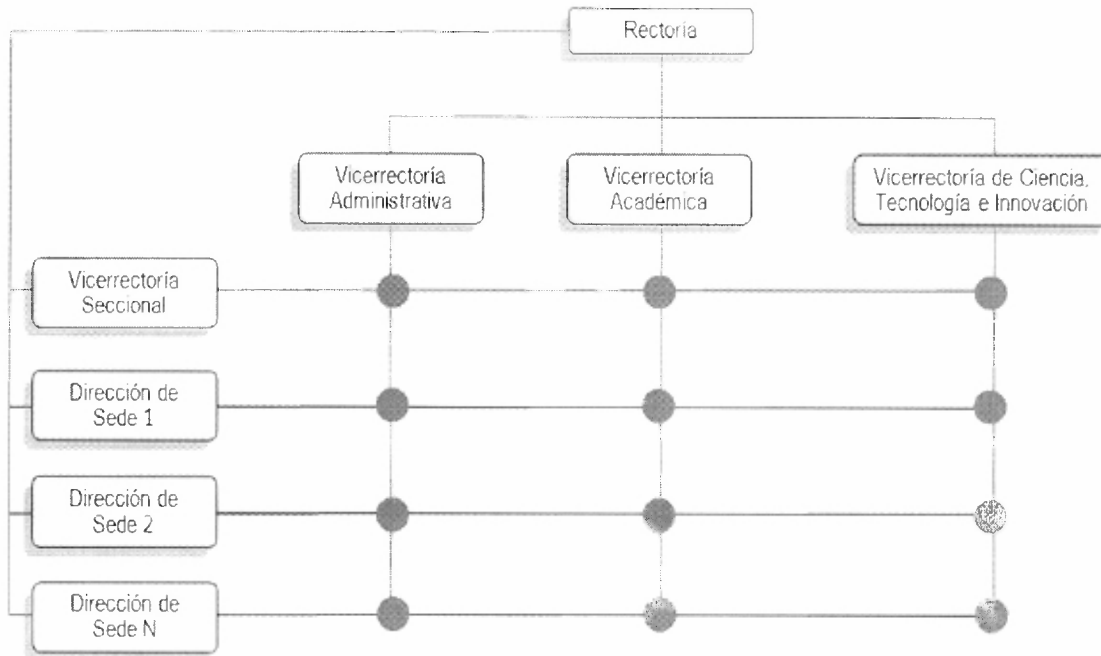 Rectoría
Vicerrectoría
Administrativa
Vicerrectoría
Académica
Vicerrectoría de Ciencia,
Tecnología e Innovación
Vicerrectoría
Seccional
Dirección de
Sede 1
Dirección de
Sede 2
Dirección de
Sede N